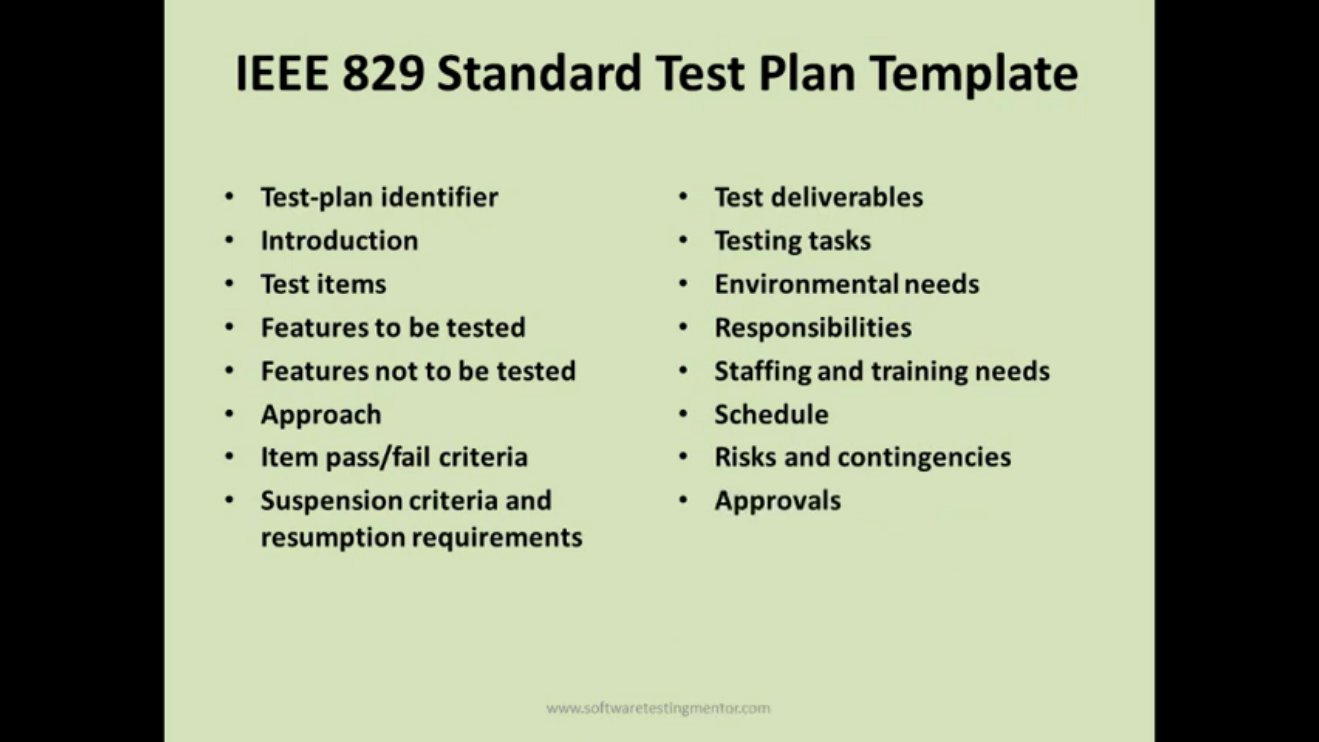 IEEE 829 Standard Test Plan Template
• Test-plan identifier
• Introduction
• Test items
• Features to be tested
• Features not to be tested
• Approach
• Item pass/fail criteria
• Suspension criteria and
resumption requirements
• Test deliverables
• Testing tasks
• Environmental needs
• Responsibilities
• Staffing and training needs
• Schedule
• Risks and contingencies
• Approvals
www.softwaretestingmentor.com